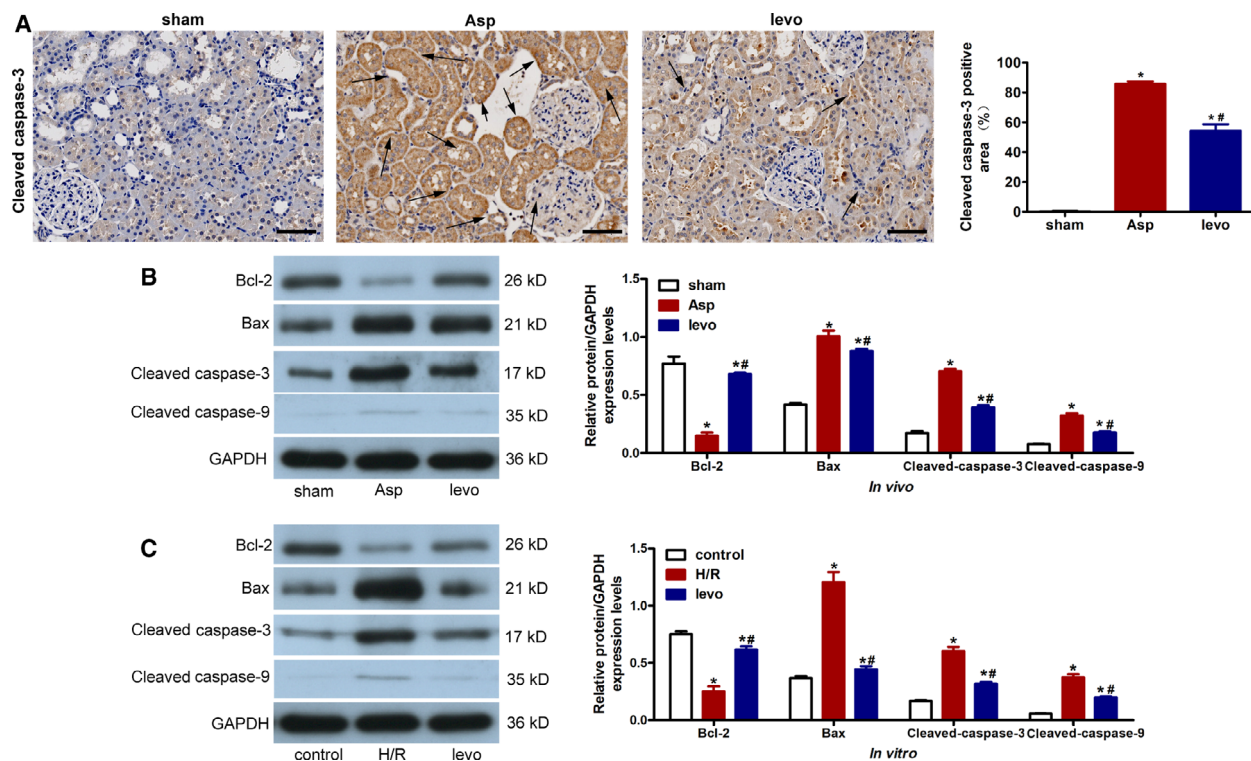 A
sham
Asp
levo
Cleaved caspase-3
Cleaved caspase-3 positive
area (%)
100
80
60
40
20
0
*
*#
sham
Asp
levo
B
Bcl-2
26 kD
Bax
21 kD
Cleaved caspase-3
17 kD
Cleaved caspase-9
35 kD
GAPDH
36 kD
sham
Asp
levo
Relative protein/GAPDH
expression levels
1.5
1.0
0.5
0.0
sham
Asp
levo
*
*#
*
*#
*
*#
*
*#
Bcl-2
Bax
Cleaved-caspase-3
Cleaved-caspase-9
In vivo
C
Bcl-2
26 kD
Bax
21 kD
Cleaved caspase-3
17 kD
Cleaved caspase-9
35 kD
GAPDH
36 kD
control
H/R
levo
Relative protein/GAPDH
expression levels
1.5
1.0
0.5
0.0
control
H/R
levo
*
*#
*
*#
*
*#
*
*#
Bcl-2
Bax
Cleaved-caspase-3
Cleaved-caspase-9
In vitro